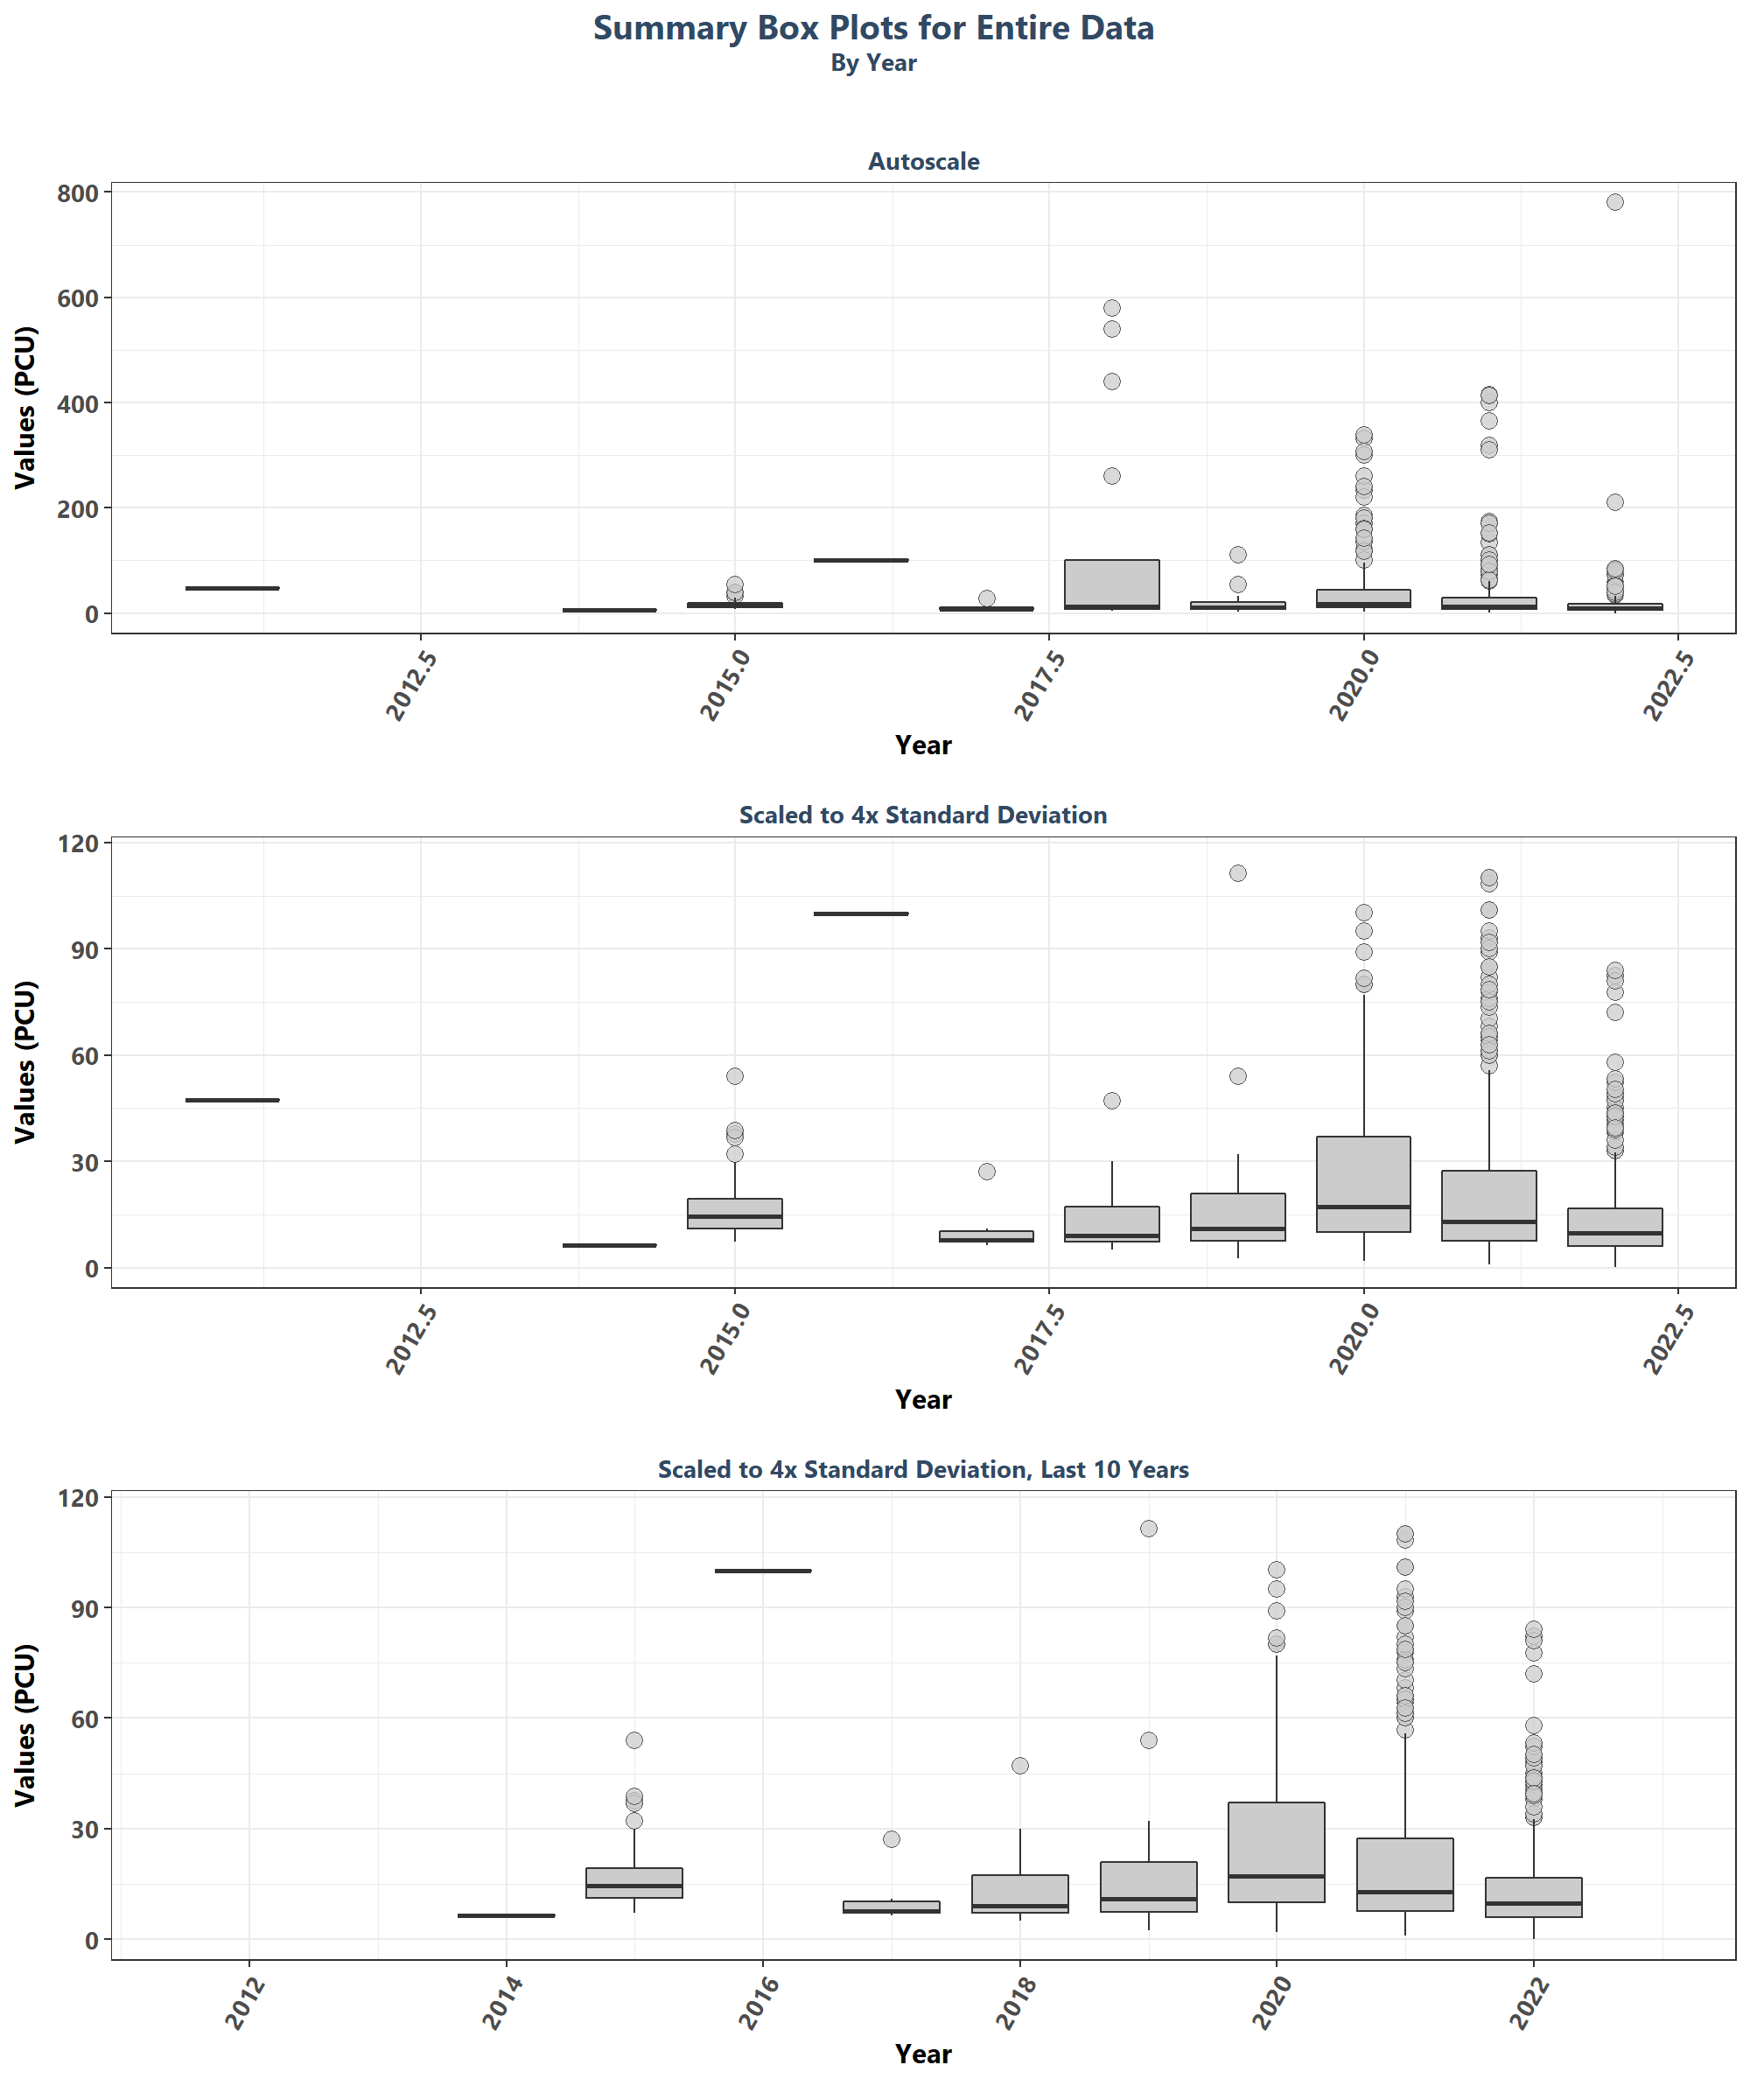 Summary Box Plots for Entire Data
By Year
Autoscale
Values (PCU)
800
600
400
200
0
2012.5 2015.0 2017.5 2020.0 2022.5
Year
Scaled to 4x Standard Deviation
Values (PCU)
120
90
60
30
0
2012.5 2015.0 2017.5 2020.0 2022.5
Year
Scaled to 4x Standard Deviation, Last 10 Years
Values (PCU)
120
90
60
30
0
2012 2014 2016 2018 2020 2022
Year